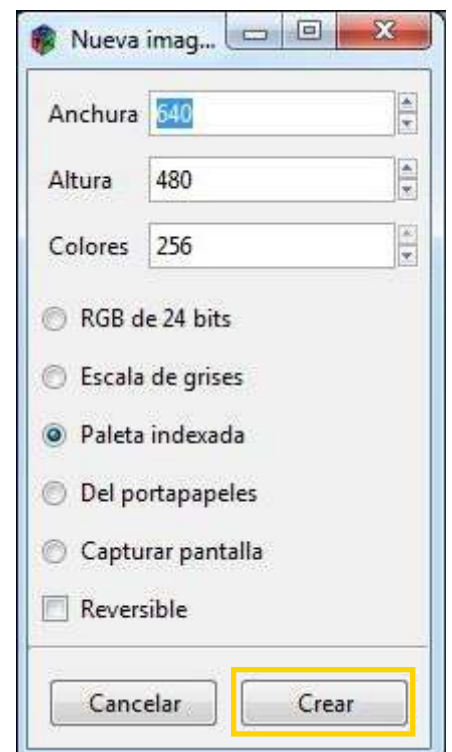 Nueva imag...
Anchura 640
Altura 480
Colores 256
RGB de 24 bits
Escala de grises
Paleta indexada
Del portapapeles
Capturar pantalla
Reversible
Cancelar Crear